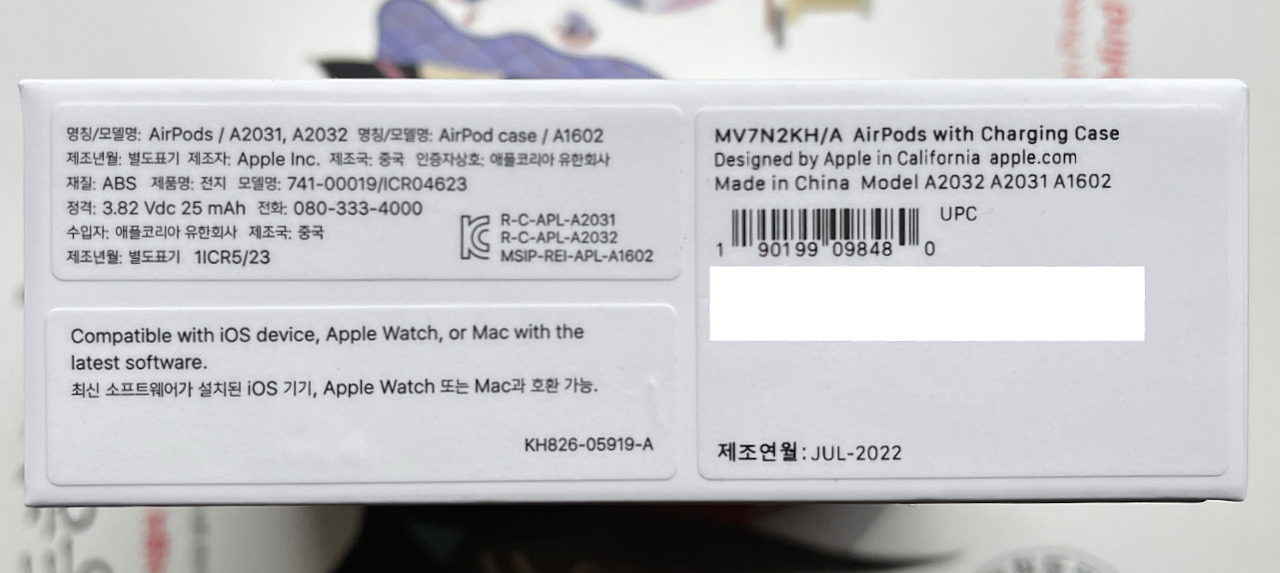 명칭/모델명: AirPods / A2031, A2032 명칭/모델명: AirPod case / A1602
제조년월: 별도표기 제조자: Apple Inc. 제조국: 중국 인증자상호: 애플코리아 유한회사
재질: ABS 제품명: 전지 모델명: 741-00019/ICR04623
정격: 3.82 Vdc 25 mAh 전화: 080-333-4000
수입자: 애플코리아 유한회사 제조국: 중국
제조년월: 별도표기 1ICR5/23
R-C-APL-A2031
R-C-APL-A2032
MSIP-REI-APL-A1602
Compatible with iOS device, Apple Watch, or Mac with the
latest software.
최신 소프트웨어가 설치된 iOS 기기, Apple Watch 또는 Mac과 호환 가능.
KH826-05919-A
MV7N2KH/A AirPods with Charging Case
Designed by Apple in California apple.com
Made in China Model A2032 A2031 A1602
UPC
1 90199 09848 0
제조연월: JUL-2022